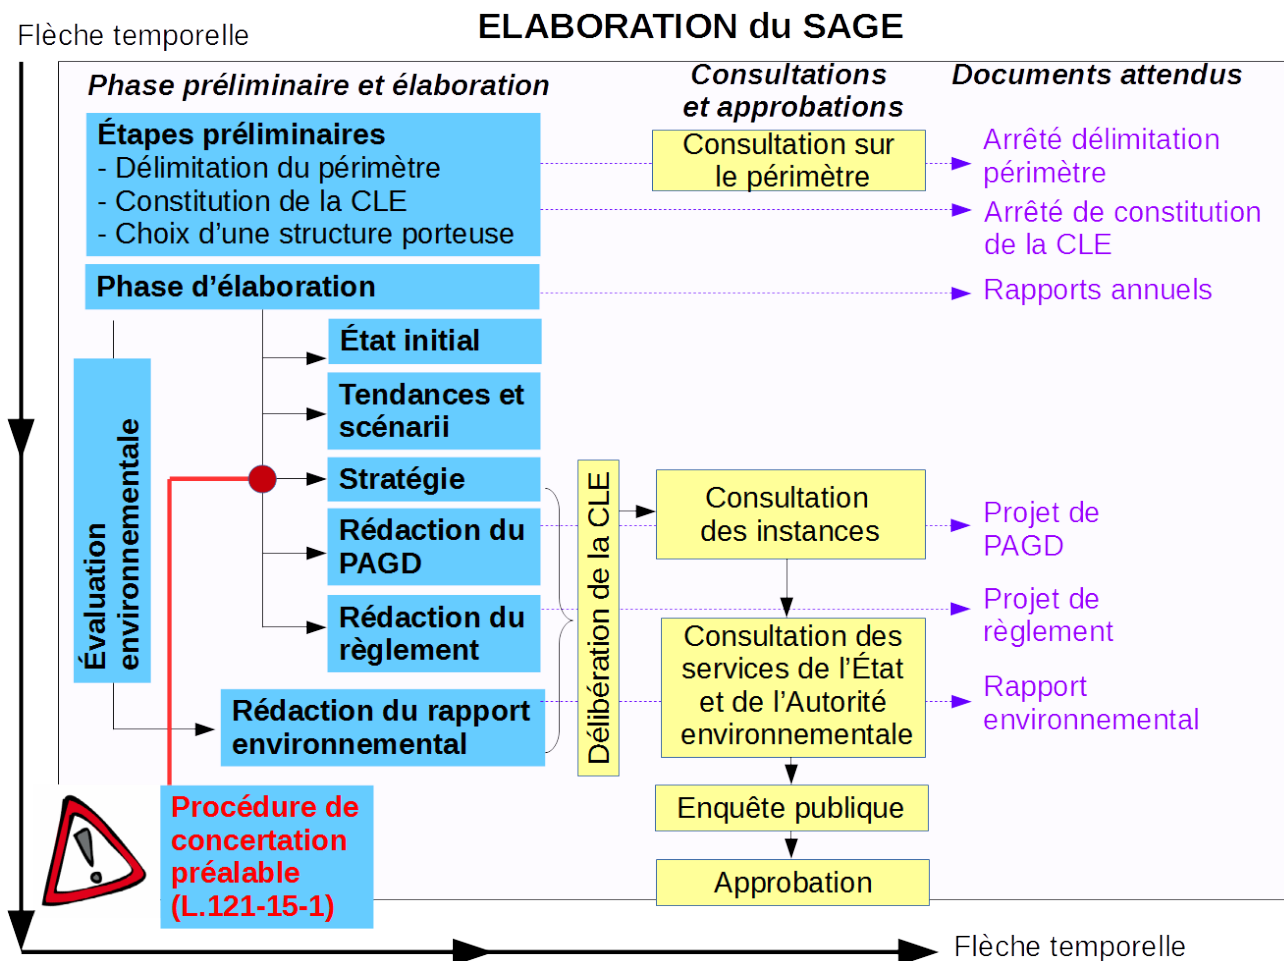 ELABORATION du SAGE
Flèche temporelle
Phase préliminaire et élaboration
Consultations
et approbations
Documents attendus
Étapes préliminaires
- Délimitation du périmètre
- Constitution de la CLE
- Choix d’une structure porteuse
Consultation sur
le périmètre
Arrêté délimitation
périmètre
Arrêté de constitution
de la CLE
Phase d’élaboration
Rapports annuels
État initial
Tendances et
scénarii
Stratégie
Rédaction du
PAGD
Rédaction du
règlement
Évaluation
environnementale
Rédaction du rapport
environnemental
Délibération de la CLE
Consultation
des instances
Projet de
PAGD
Projet de
règlement
Consultation des
services de l’État
et de l’Autorité
environnementale
Rapport
environnemental
Enquête publique
Approbation
Procédure de
concertation
préalable
(L.121-15-1)
Flèche temporelle